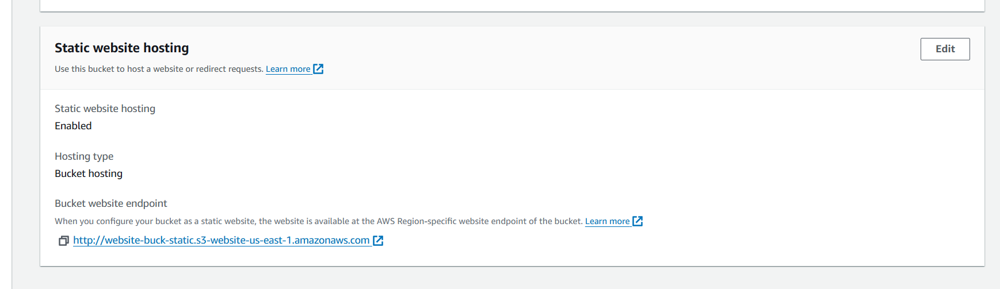 Static website hosting
Edit
Use this bucket to host a website or redirect requests. Learn more
Static website hosting
Enabled
Hosting type
Bucket hosting
Bucket website endpoint
When you configure your bucket as a static website, the website is available at the AWS Region-specific website endpoint of the bucket. Learn more
http://website-buck-static.s3-website-us-east-1.amazonaws.com